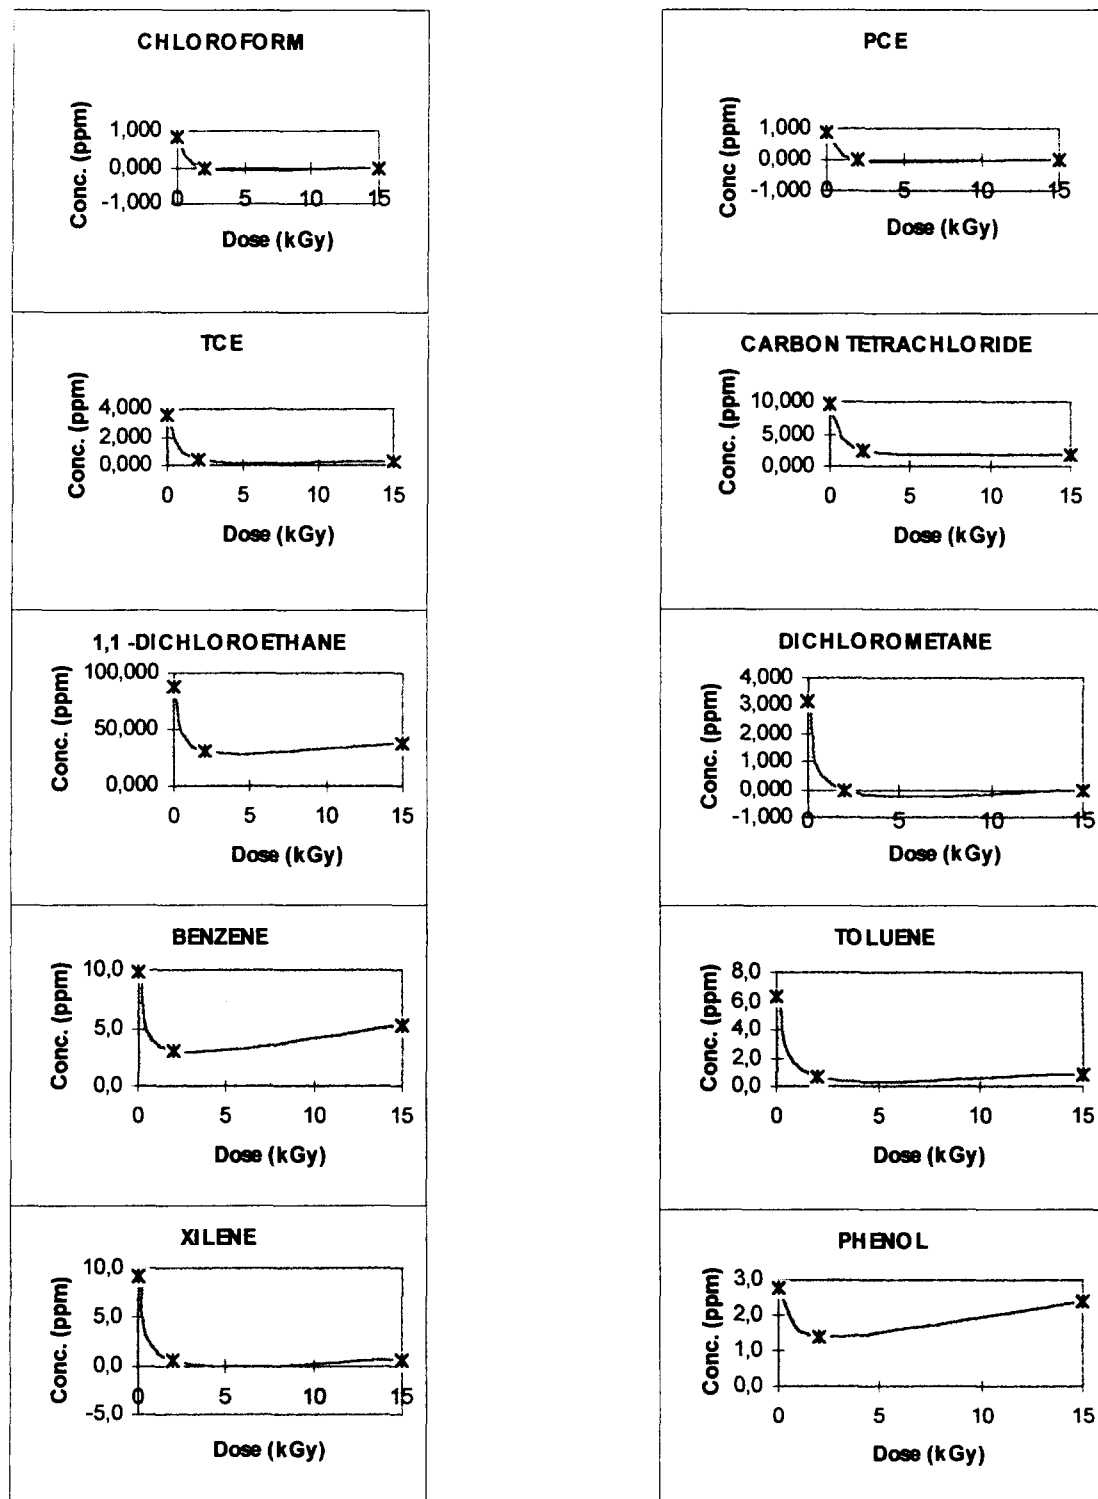 CHLOROFORM
Conc. (ppm)
1,000
0,000
-1,000
0 5 10 15
Dose (kGy)
PCE
Conc (ppm)
1,000
0,000
-1,000
0 5 10 15
Dose (kGy)
TCE
Conc. (ppm)
4,000
2,000
0,000
0 5 10 15
Dose (kGy)
CARBON TETRACHLORIDE
Conc. (ppm)
10,000
5,000
0,000
0 5 10 15
Dose (kGy)
1,1 -DICHLOROETHANE
Conc. (ppm)
100,000
50,000
0,000
0 5 10 15
Dose (kGy)
DICHLOROMETANE
Conc. (ppm)
4,000
3,000
2,000
1,000
0,000
-1,000
0 5 10 15
Dose (kGy)
BENZENE
Conc. (ppm)
10,0
5,0
0,0
0 5 10 15
Dose (kGy)
TOLUENE
Conc. (ppm)
8,0
6,0
4,0
2,0
0,0
0 5 10 15
Dose (kGy)
XILENE
Conc. (ppm)
10,0
5,0
0,0
-5,0
0 5 10 15
Dose (kGy)
PHENOL
Conc. (ppm)
3,0
2,0
1,0
0,0
0 5 10 15
Dose (kGy)